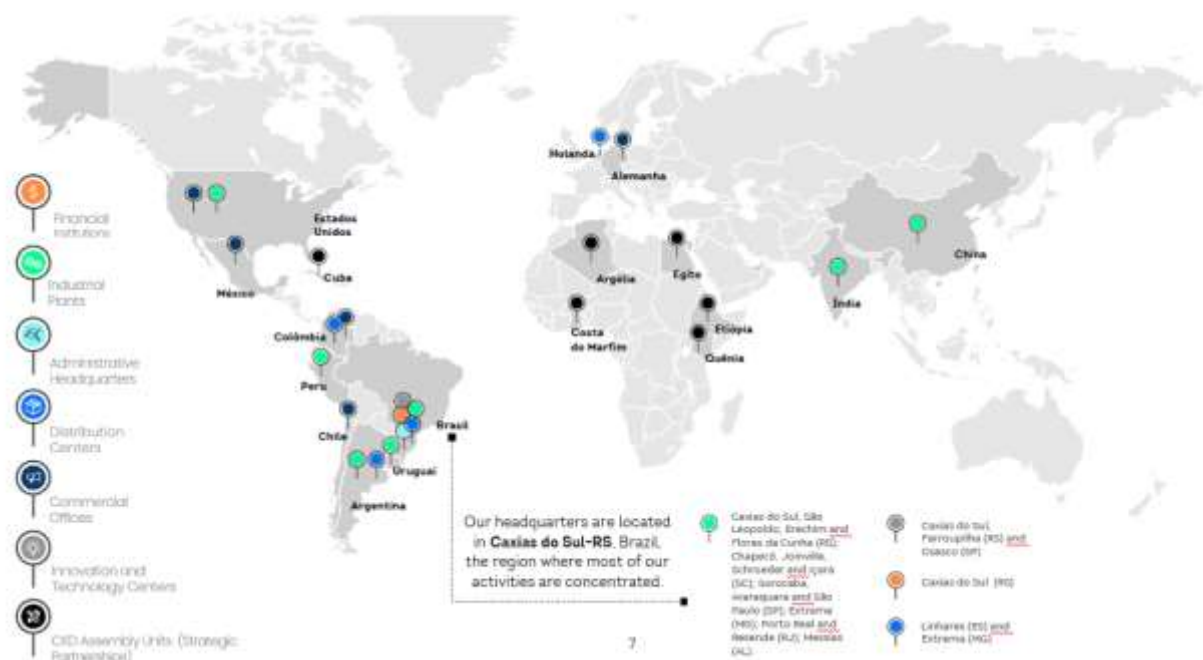 Financial
Institutions
Industrial
Plants
Administrative
Headquarters
Distribution
Centers
Commercial
Offices
Innovation and
Technology Centers
CKD Assembly Units (Strategic
Partnership)
Holanda
Alemanha
Estados
Unidos
Cuba
México
Argélia
Egito
China
Índia
Colômbia
Costa
do Marfim
Etiópia
Quênia
Peru
Chile
Brasil
Uruguai
Argentina
Our headquarters are located
in Caxias do Sul-RS, Brazil,
the region where most of our
activities are concentrated.
Caxias do Sul, São
Leopoldo, Erechim and
Flores da Cunha (RS);
Chapecó, Joinville,
Schroeder and Içara
(SC); Sorocaba,
Araraquara and São
Paulo (SP); Extrema
(MG); Porto Real and
Resende (RJ); Messias
(AL).
Caxias do Sul,
Farroupilha (RS) and
Osasco (SP)
Caxias do Sul (RS)
Linhares (ES) and
Extrema (MG)
7